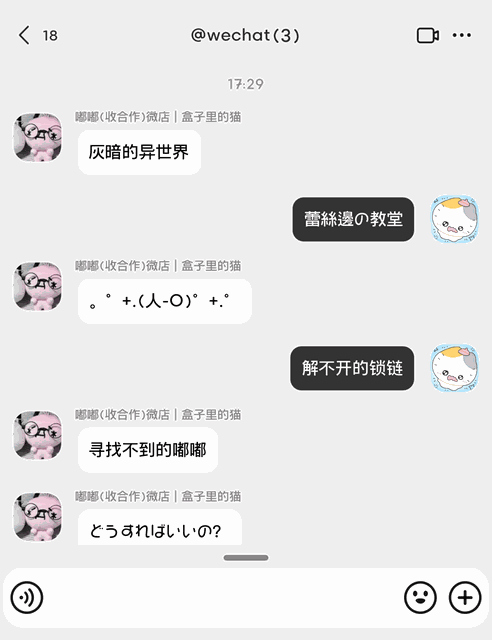 18
@wechat(3)
17:29
嘟嘟(收合作)微店｜盒子里的猫
灰暗的异世界
蕾絲邊の教堂
嘟嘟(收合作)微店｜盒子里的猫
。゜+.(人-O)゜+.゜
解不开的锁链
嘟嘟(收合作)微店｜盒子里的猫
寻找不到的嘟嘟
嘟嘟(收合作)微店｜盒子里的猫
どうすればいいの?